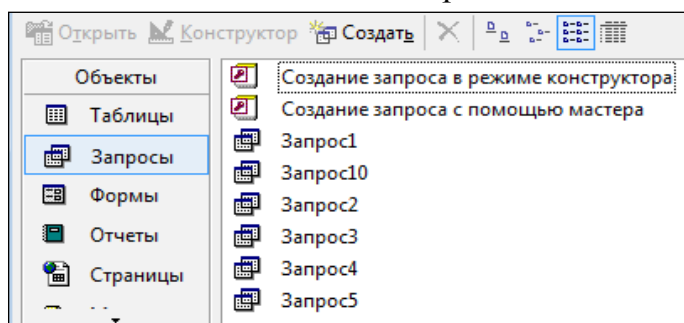 Открыть Конструктор Создать
Объекты
Таблицы
Запросы
Формы
Отчеты
Страницы
Создание запроса в режиме конструктора
Создание запроса с помощью мастера
Запрос1
Запрос10
Запрос2
Запрос3
Запрос4
Запрос5